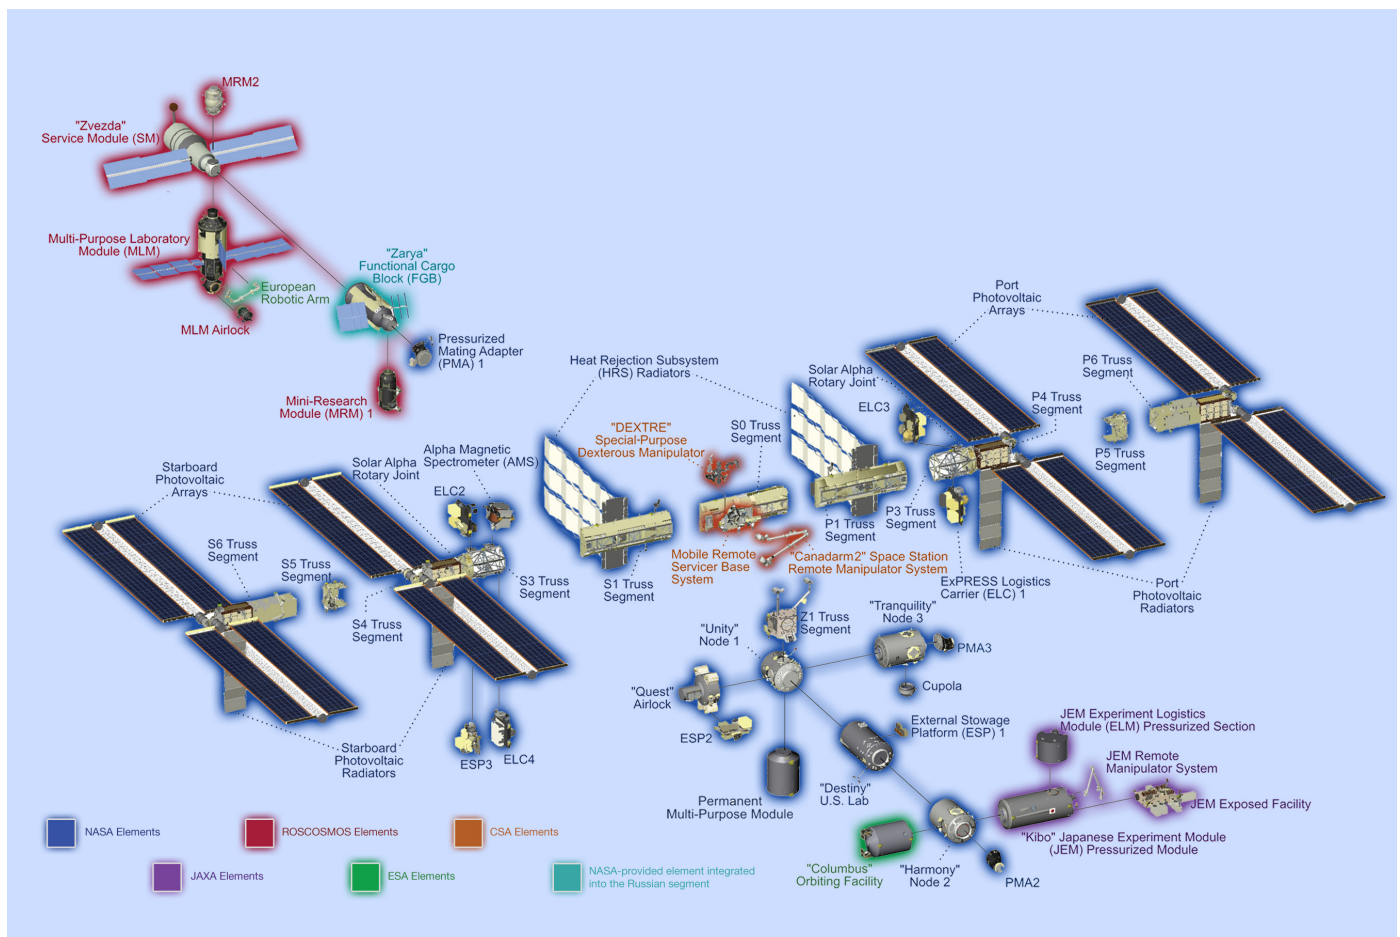 MRM2
"Zvezda"
Service Module (SM)
Multi-Purpose Laboratory
Module (MLM)
European
Robotic Arm
MLM Airlock
"Zarya"
Functional Cargo
Block (FGB)
Pressurized
Mating Adapter
(PMA) 1
Mini-Research
Module (MRM) 1
Heat Rejection Subsystem
(HRS) Radiators
Port
Photovoltaic
Arrays
Solar Alpha
Rotary Joint
ELC3
P6 Truss
Segment
P4 Truss
Segment
P5 Truss
Segment
S0 Truss
Segment
"DEXTRE"
Special-Purpose
Dexterous Manipulator
Alpha Magnetic
Spectrometer (AMS)
Solar Alpha
Rotary Joint
ELC2
Starboard
Photovoltaic
Arrays
S6 Truss
Segment
S5 Truss
Segment
S4 Truss
Segment
S3 Truss
Segment
S1 Truss
Segment
Mobile Remote
Servicer Base
System
"Canadarm2" Space Station
Remote Manipulator System
P1 Truss
Segment
P3 Truss
Segment
ExPRESS Logistics
Carrier (ELC) 1
Port
Photovoltaic
Radiators
Z1 Truss
Segment
"Unity"
Node 1
"Tranquility"
Node 3
PMA3
Cupola
"Quest"
Airlock
ESP2
External Stowage
Platform (ESP) 1
JEM Experiment Logistics
Module (ELM) Pressurized Section
JEM Remote
Manipulator System
JEM Exposed Facility
Starboard
Photovoltaic
Radiators
ESP3
ELC4
Permanent
Multi-Purpose Module
"Destiny"
U.S. Lab
"Kibo" Japanese Experiment Module
(JEM) Pressurized Module
"Columbus"
Orbiting Facility
"Harmony"
Node 2
PMA2
NASA Elements
ROSCOSMOS Elements
CSA Elements
JAXA Elements
ESA Elements
NASA-provided element integrated
into the Russian segment